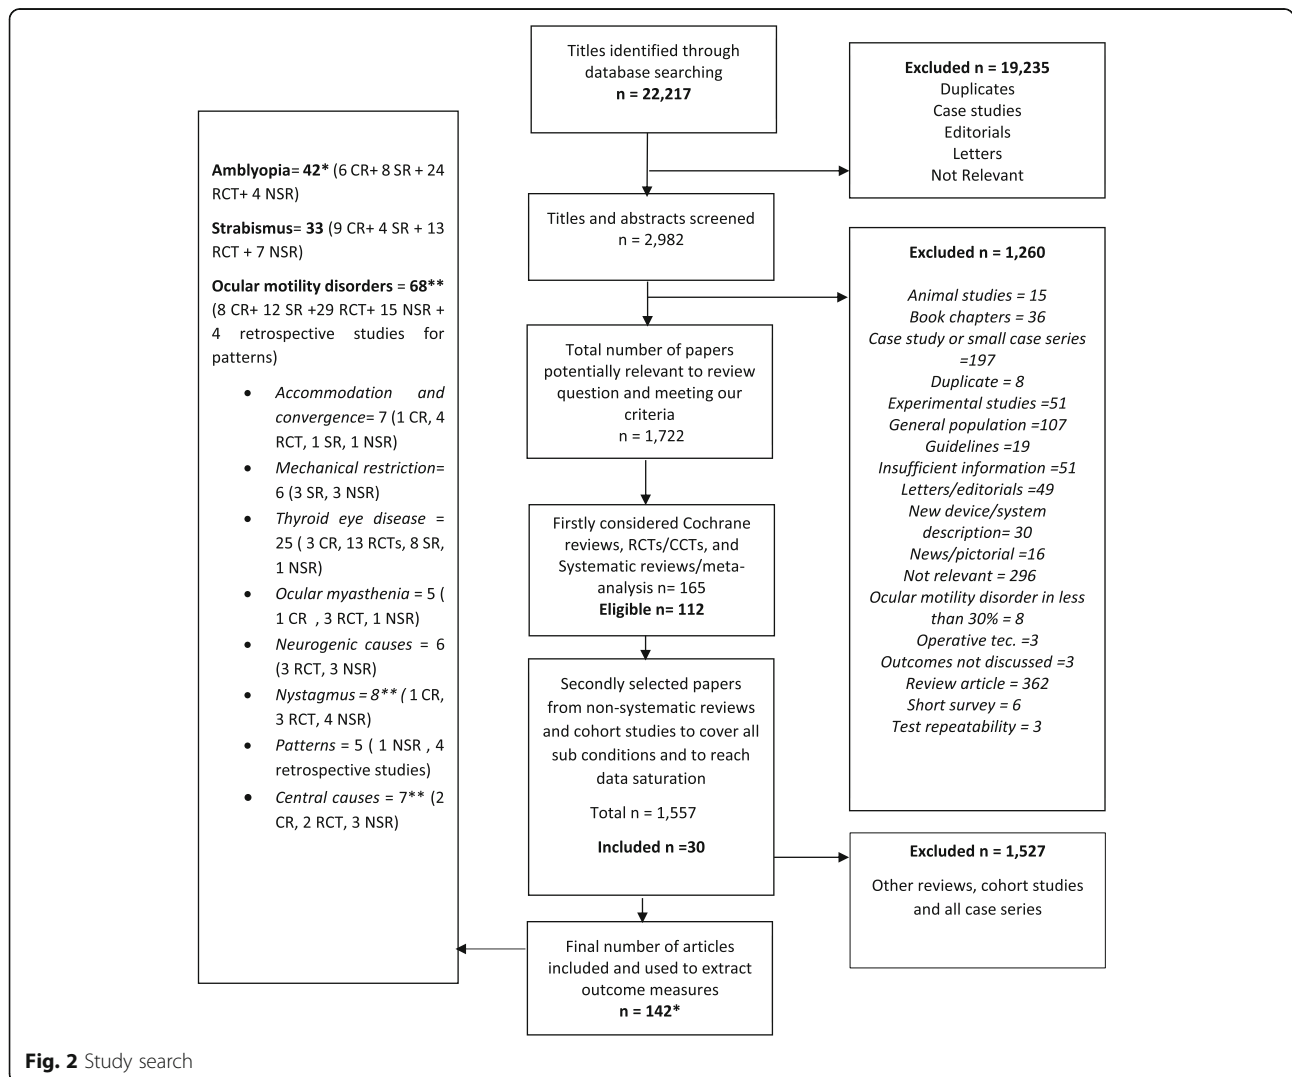 Titles identified through
database searching
n = 22,217
Excluded n = 19,235
Duplicates
Case studies
Editorials
Letters
Not Relevant
Titles and abstracts screened
n = 2,982
Excluded n = 1,260
Animal studies = 15
Book chapters = 36
Case study or small case series
=197
Duplicate = 8
Experimental studies =51
General population =107
Guidelines =19
Insufficient information =51
Letters/editorials =49
New device/system
description= 30
News/pictorial =16
Not relevant = 296
Ocular motility disorder in less
than 30% = 8
Operative tec. =3
Outcomes not discussed =3
Review article = 362
Short survey = 6
Test repeatability = 3
Total number of papers
potentially relevant to review
question and meeting our
criteria
n = 1,722
Firstly considered Cochrane
reviews, RCTs/CCTs, and
Systematic reviews/meta-
analysis n= 165
Eligible n= 112
Secondly selected papers
from non-systematic reviews
and cohort studies to cover all
sub conditions and to reach
data saturation
Total n = 1,557
Included n =30
Excluded n = 1,527
Other reviews, cohort studies
and all case series
Final number of articles
included and used to extract
outcome measures
n = 142*
Amblyopia= 42* (6 CR+ 8 SR + 24
RCT+ 4 NSR)
Strabismus= 33 (9 CR+ 4 SR + 13
RCT + 7 NSR)
Ocular motility disorders = 68**
(8 CR+ 12 SR +29 RCT+ 15 NSR +
4 retrospective studies for
patterns)
• Accommodation and
convergence= 7 (1 CR, 4
RCT, 1 SR, 1 NSR)
• Mechanical restriction=
6 (3 SR, 3 NSR)
• Thyroid eye disease =
25 ( 3 CR, 13 RCTs, 8 SR,
1 NSR)
• Ocular myasthenia = 5 (
1 CR , 3 RCT, 1 NSR)
• Neurogenic causes = 6
(3 RCT, 3 NSR)
• Nystagmus = 8** ( 1 CR,
3 RCT, 4 NSR)
• Patterns = 5 ( 1 NSR , 4
retrospective studies)
• Central causes = 7** (2
CR, 2 RCT, 3 NSR)
Fig. 2 Study search